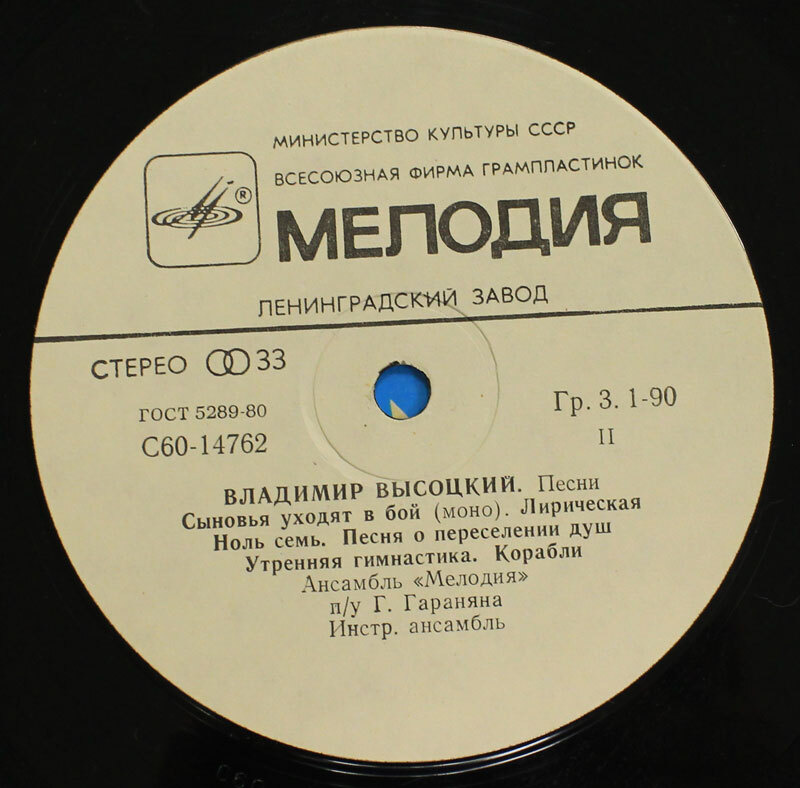 МИНИСТЕРСТВО КУЛЬТУРЫ СССР
ВСЕСОЮЗНАЯ ФИРМА ГРАМПЛАСТИНОК
®
МЕЛОДИЯ
ЛЕНИНГРАДСКИЙ ЗАВОД
СТЕРЕО 33
ГОСТ 5289-80
С60-14762
Гр. 3. 1-90
II
ВЛАДИМИР ВЫСОЦКИЙ. Песни
Сыновья уходят в бой (моно). Лирическая
Ноль семь. Песня о переселении душ
Утренняя гимнастика. Корабли
Ансамбль «Мелодия»
п/у Г. Гараняна
Инстр. ансамбль